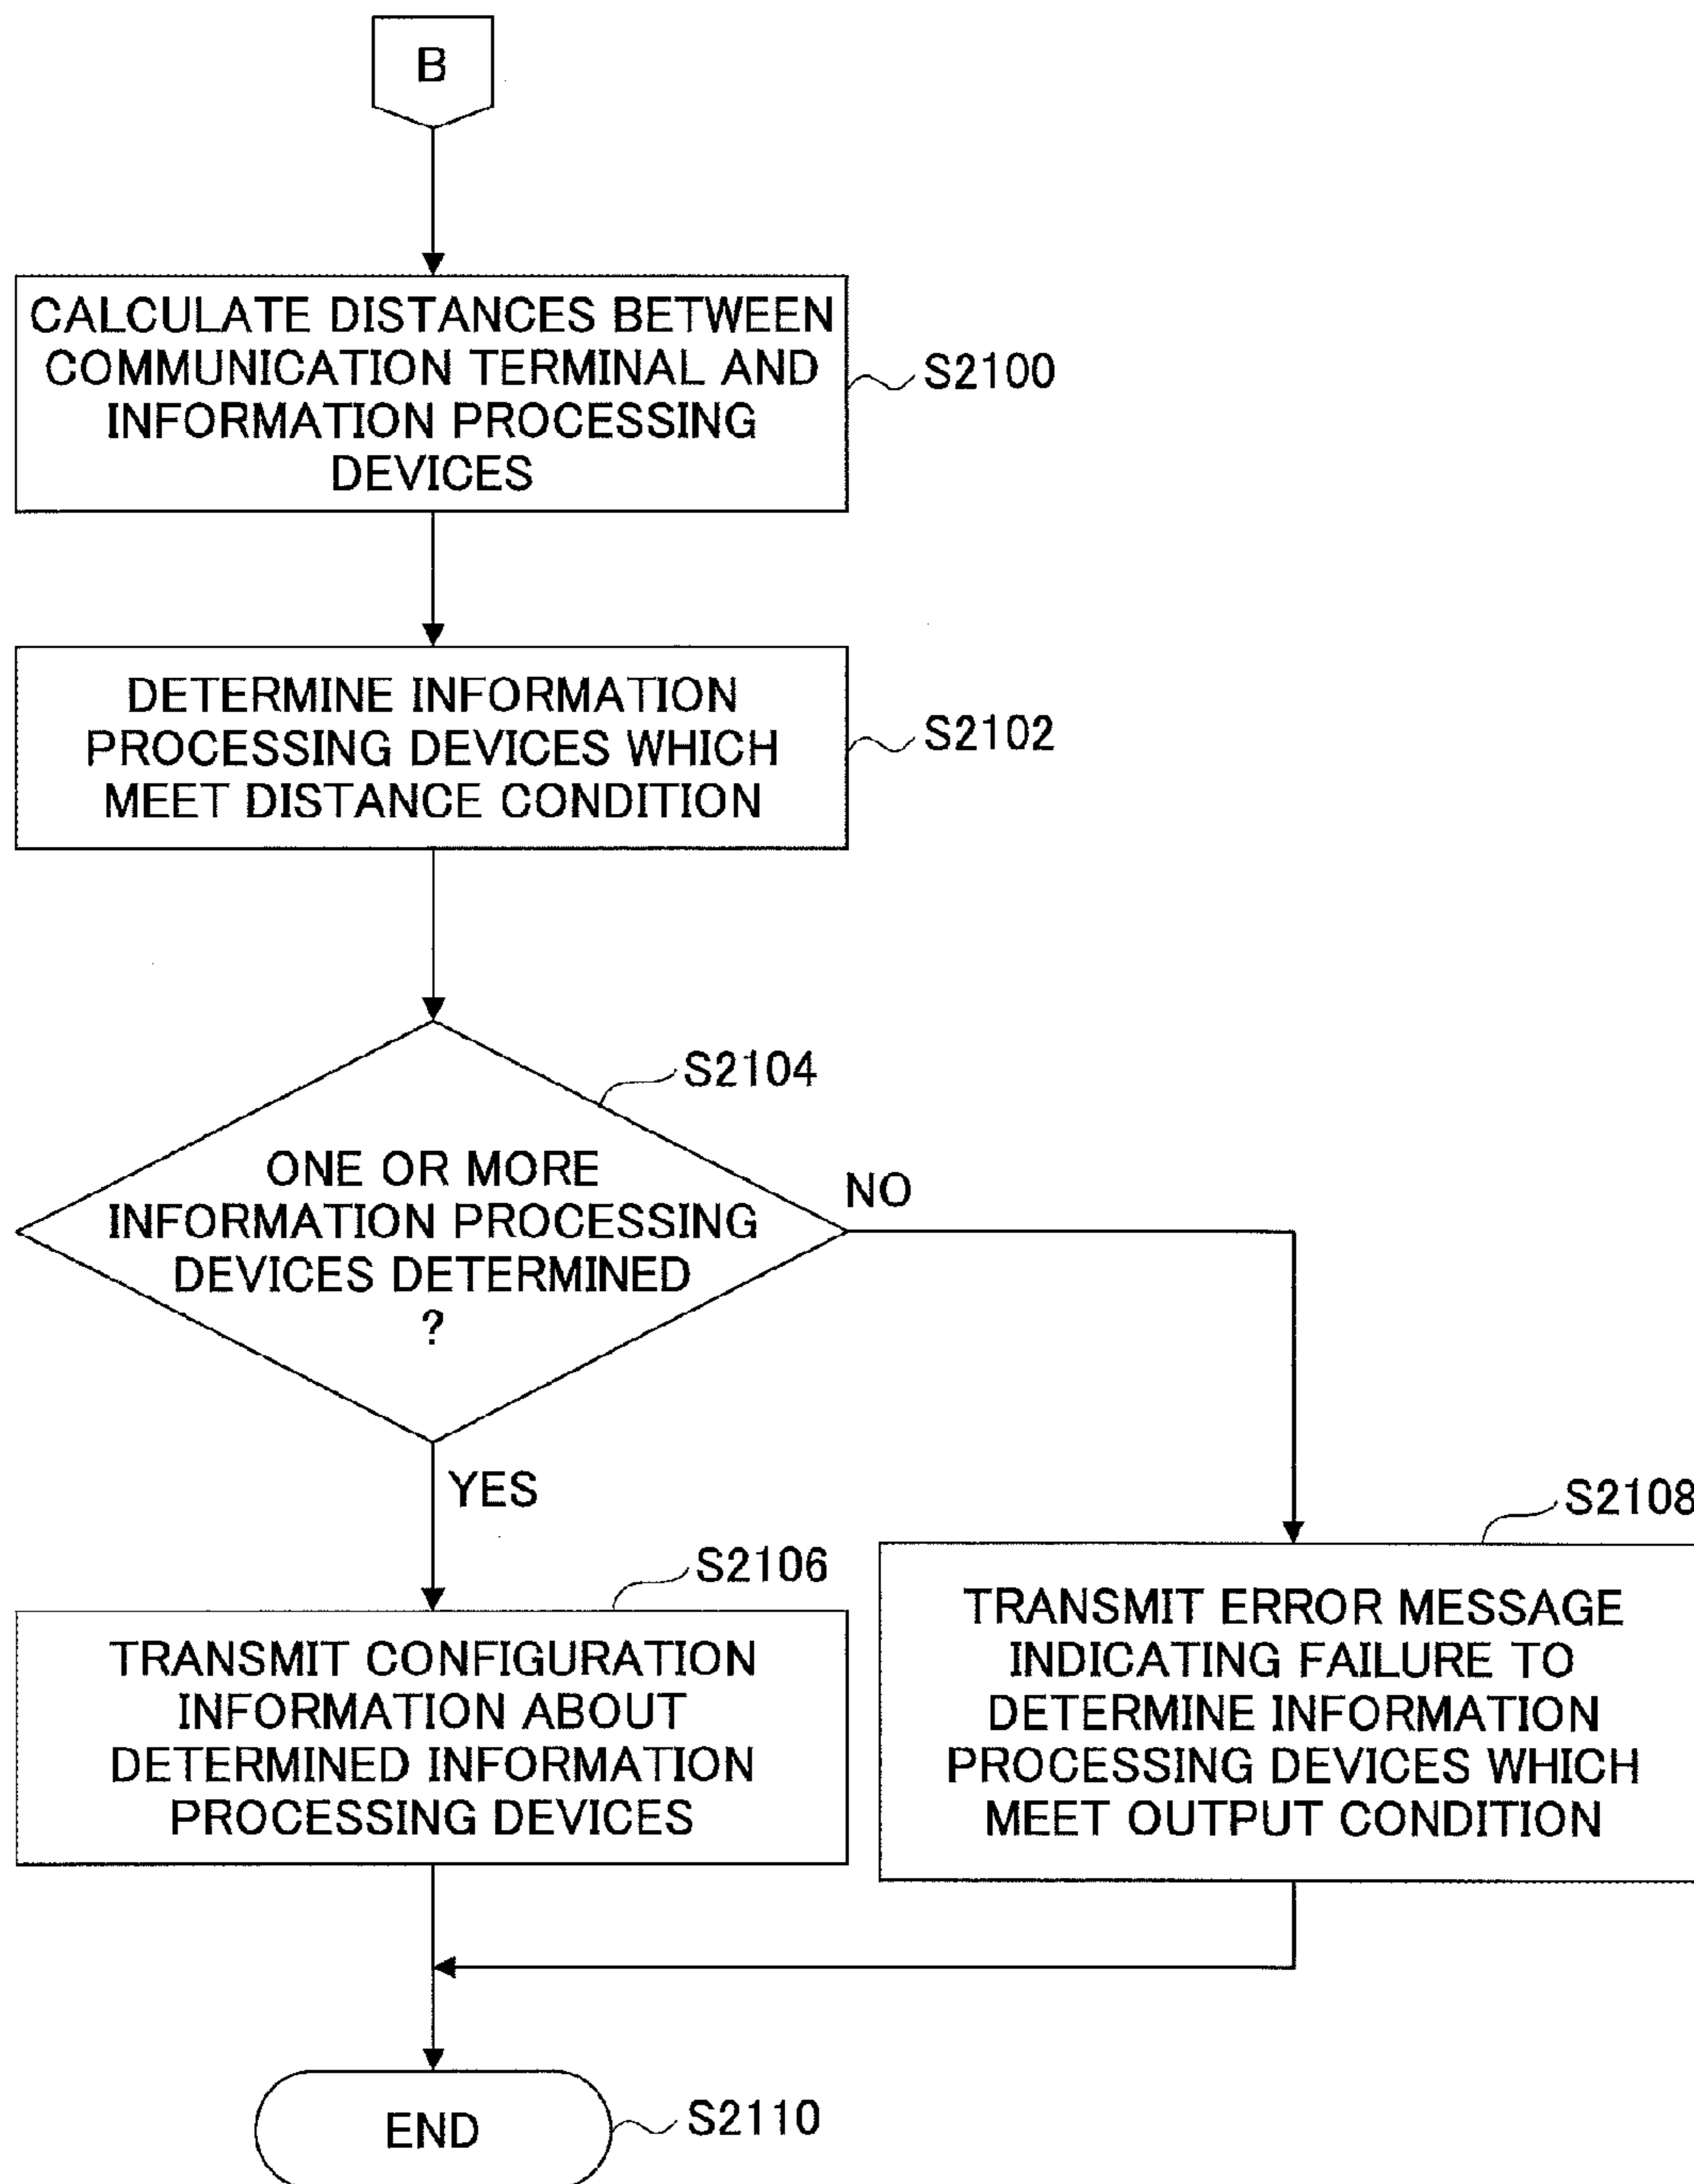 B
CALCULATE DISTANCES BETWEEN
COMMUNICATION TERMINAL AND
INFORMATION PROCESSING
DEVICES
S2100
DETERMINE INFORMATION
PROCESSING DEVICES WHICH
MEET DISTANCE CONDITION
S2102
S2104
ONE OR MORE
INFORMATION PROCESSING
DEVICES DETERMINED
?
NO
YES
S2106
TRANSMIT CONFIGURATION
INFORMATION ABOUT
DETERMINED INFORMATION
PROCESSING DEVICES
S2108
TRANSMIT ERROR MESSAGE
INDICATING FAILURE TO
DETERMINE INFORMATION
PROCESSING DEVICES WHICH
MEET OUTPUT CONDITION
END
S2110